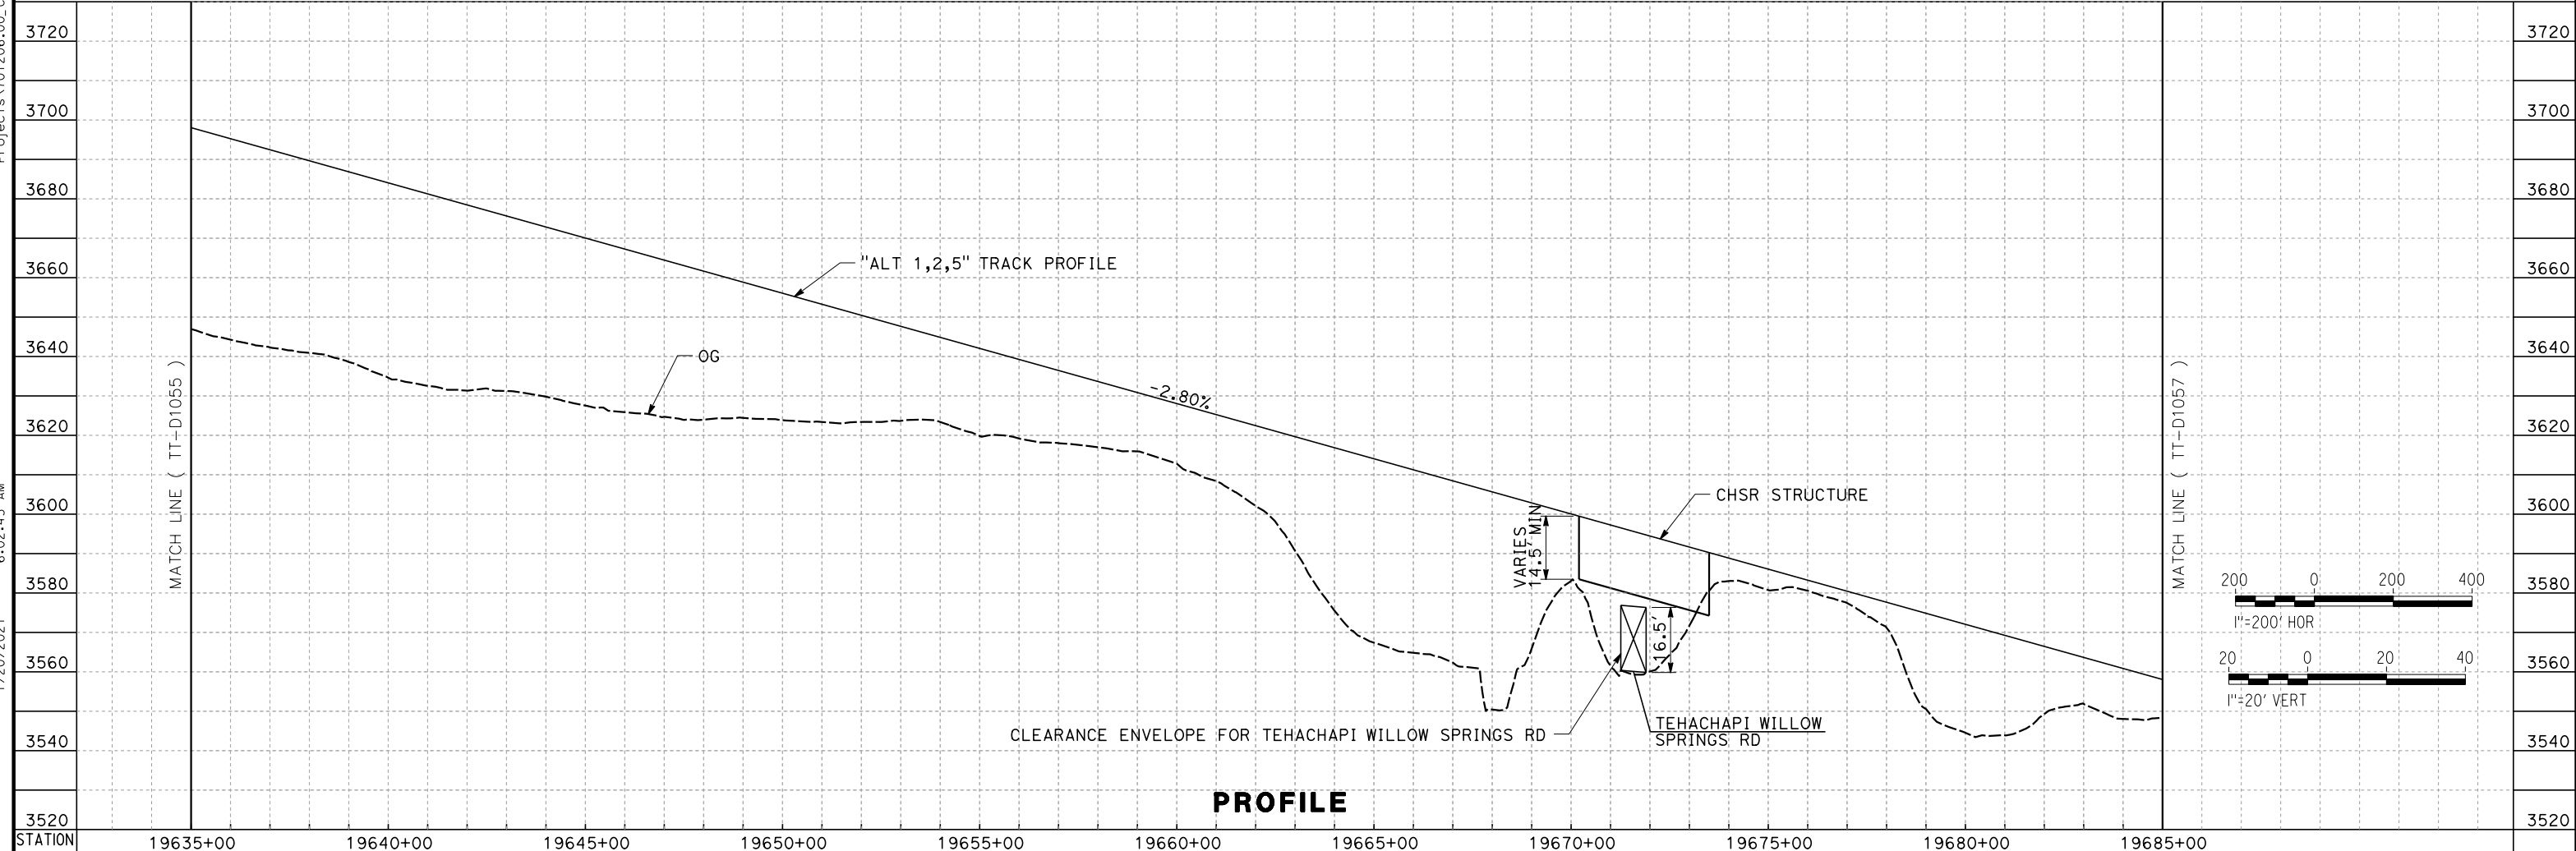 3720
3700
3680
3660
3640
3620
3600
3580
3560
3540
3520
STATION
MATCH LINE ( TT-D1055 )
"ALT 1,2,5" TRACK PROFILE
OG
-2.80%
CHSR STRUCTURE
VARIES
14.5' MIN
16.5'
CLEARANCE ENVELOPE FOR TEHACHAPI WILLOW SPRINGS RD
TEHACHAPI WILLOW
SPRINGS RD
PROFILE
MATCH LINE ( TT-D1057 )
200 0 200 400
1"=200' HOR
20 0 20 40
1"=20' VERT
3720
3700
3680
3660
3640
3620
3600
3580
3560
3540
3520
19635+00 19640+00 19645+00 19650+00 19655+00 19660+00 19665+00 19670+00 19675+00 19680+00 19685+00